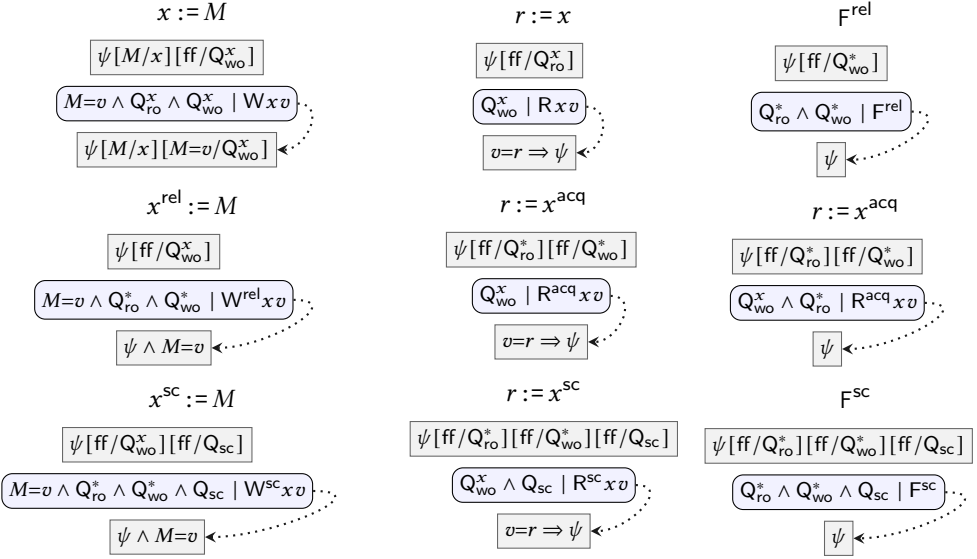 x := M
ψ[M/x][ff/Q^x_wo]
M=v ∧ Q^x_ro ∧ Q^x_wo | W x v
ψ[M/x][M=v/Q^x_wo]
r := x
ψ[ff/Q^x_ro]
Q^x_wo | R x v
v=r ⇒ ψ
F^rel
ψ[ff/Q^*_wo]
Q^*_ro ∧ Q^*_wo | F^rel
ψ
x^rel := M
ψ[ff/Q^x_wo]
M=v ∧ Q^*_ro ∧ Q^*_wo | W^rel x v
ψ ∧ M=v
r := x^acq
ψ[ff/Q^*_ro][ff/Q^*_wo]
Q^x_wo | R^acq x v
v=r ⇒ ψ
r := x^acq
ψ[ff/Q^*_ro][ff/Q^*_wo]
Q^x_wo ∧ Q^*_ro | R^acq x v
ψ
x^sc := M
ψ[ff/Q^x_wo][ff/Q_sc]
M=v ∧ Q^*_ro ∧ Q^*_wo ∧ Q_sc | W^sc x v
ψ ∧ M=v
r := x^sc
ψ[ff/Q^*_ro][ff/Q^*_wo][ff/Q_sc]
Q^x_wo ∧ Q_sc | R^sc x v
v=r ⇒ ψ
F^sc
ψ[ff/Q^*_ro][ff/Q^*_wo][ff/Q_sc]
Q^*_ro ∧ Q^*_wo ∧ Q_sc | F^sc
ψ